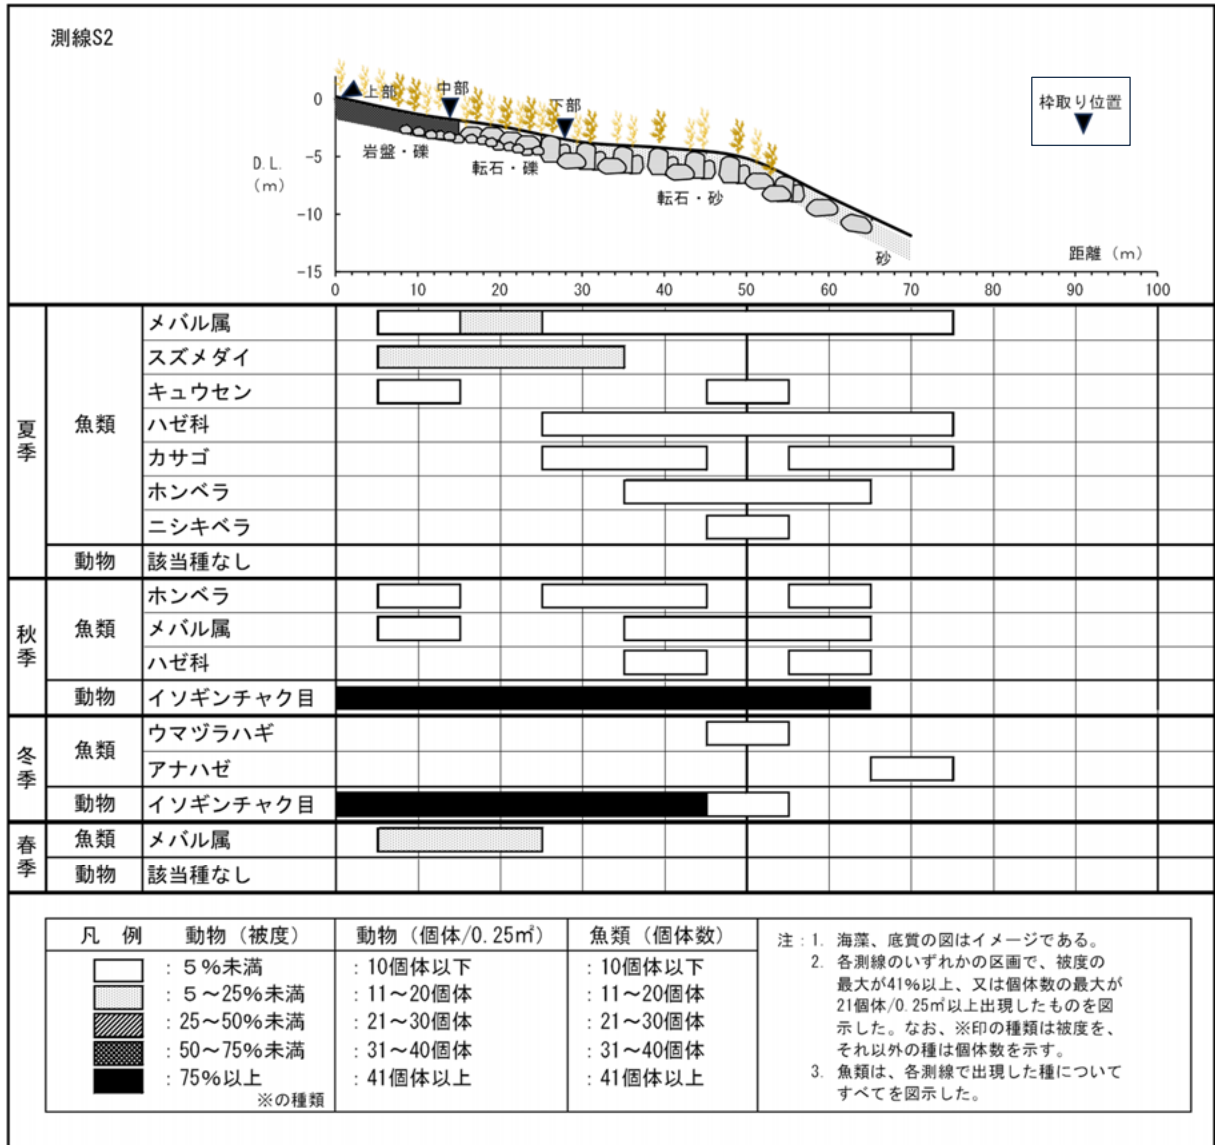 測線S2
枠取り位置
上部
中部
下部
0
-5
-10
-15
D.L.
(m)
岩盤・礫
転石・礫
転石・砂
砂
距離 (m)
0 10 20 30 40 50 60 70 80 90 100
夏季
魚類
メバル属
スズメダイ
キュウセン
ハゼ科
カサゴ
ホンベラ
ニシキベラ
動物 該当種なし
秋季
魚類
ホンベラ
メバル属
ハゼ科
動物 イソギンチャク目
冬季
魚類
ウマヅラハギ
アナハゼ
動物 イソギンチャク目
春季
魚類 メバル属
動物 該当種なし
凡 例 動物(被度) 動物(個体/0.25㎡) 魚類(個体数)
:5%未満 :10個体以下 :10個体以下
:5~25%未満 :11~20個体 :11~20個体
:25~50%未満 :21~30個体 :21~30個体
:50~75%未満 :31~40個体 :31~40個体
:75%以上 :41個体以上 :41個体以上
※の種類
注:1. 海藻、底質の図はイメージである。
2. 各測線のいずれかの区画で、被度の
最大が41%以上、又は個体数の最大が
21個体/0.25㎡以上出現したものを図
示した。なお、※印の種類は被度を、
それ以外の種は個体数を示す。
3. 魚類は、各測線で出現した種について
すべてを図示した。